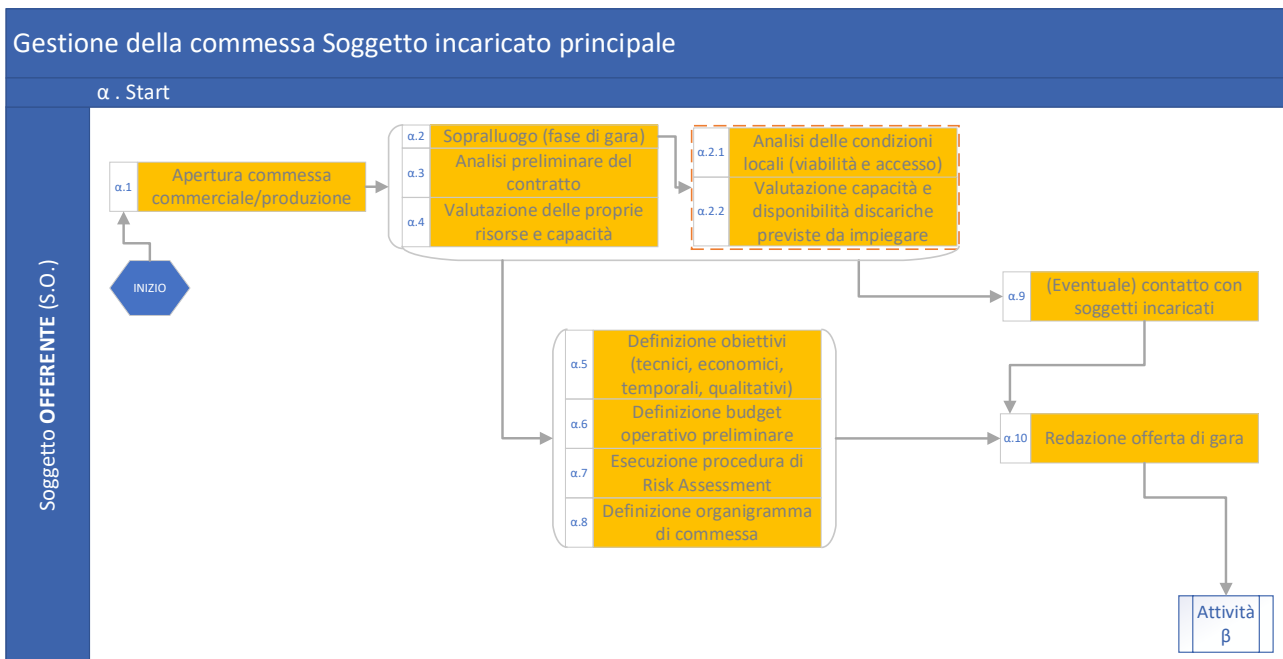 Gestione della commessa Soggetto incaricato principale
α . Start
Soggetto OFFERENTE (S.O.)
INIZIO
α.1
Apertura commessa
commerciale/produzione
α.2
Sopralluogo (fase di gara)
α.3
Analisi preliminare del
contratto
α.4
Valutazione delle proprie
risorse e capacità
α.2.1
Analisi delle condizioni
locali (viabilità e accesso)
α.2.2
Valutazione capacità e
disponibilità discariche
previste da impiegare
α.9
(Eventuale) contatto con
soggetti incaricati
α.5
Definizione obiettivi
(tecnici, economici,
temporali, qualitativi)
α.6
Definizione budget
operativo preliminare
α.7
Esecuzione procedura di
Risk Assessment
α.8
Definizione organigramma
di commessa
α.10
Redazione offerta di gara
Attività
β